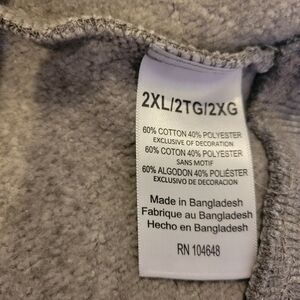 2XL/2TG/2XG
60% COTTON 40% POLYESTER
EXCLUSIVE OF DECORATION
60% COTON 40% POLYESTER
SANS MOTIF
60% ALGODON 40% POLIÉSTER
EXCLUSIVO DE DECORACION
Made in Bangladesh
Fabrique au Bangladesh
Hecho en Bangladesh
RN 104648